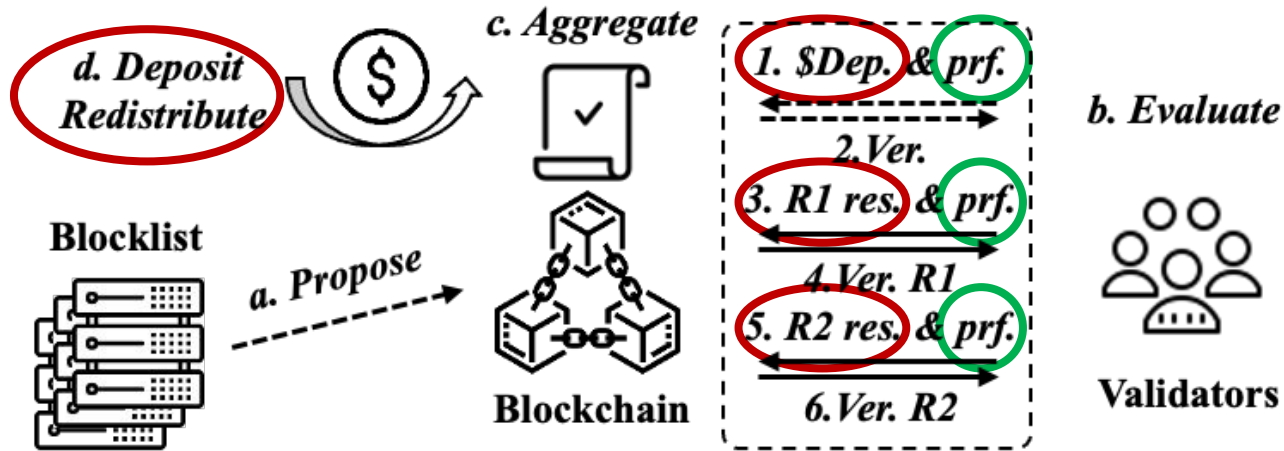 d. Deposit
Redistribute
$
c. Aggregate
1. $Dep. & prf.
2.Ver.
3. R1 res. & prf.
4.Ver. R1
5. R2 res. & prf.
6.Ver. R2
b. Evaluate
Blocklist
a. Propose
Blockchain
Validators